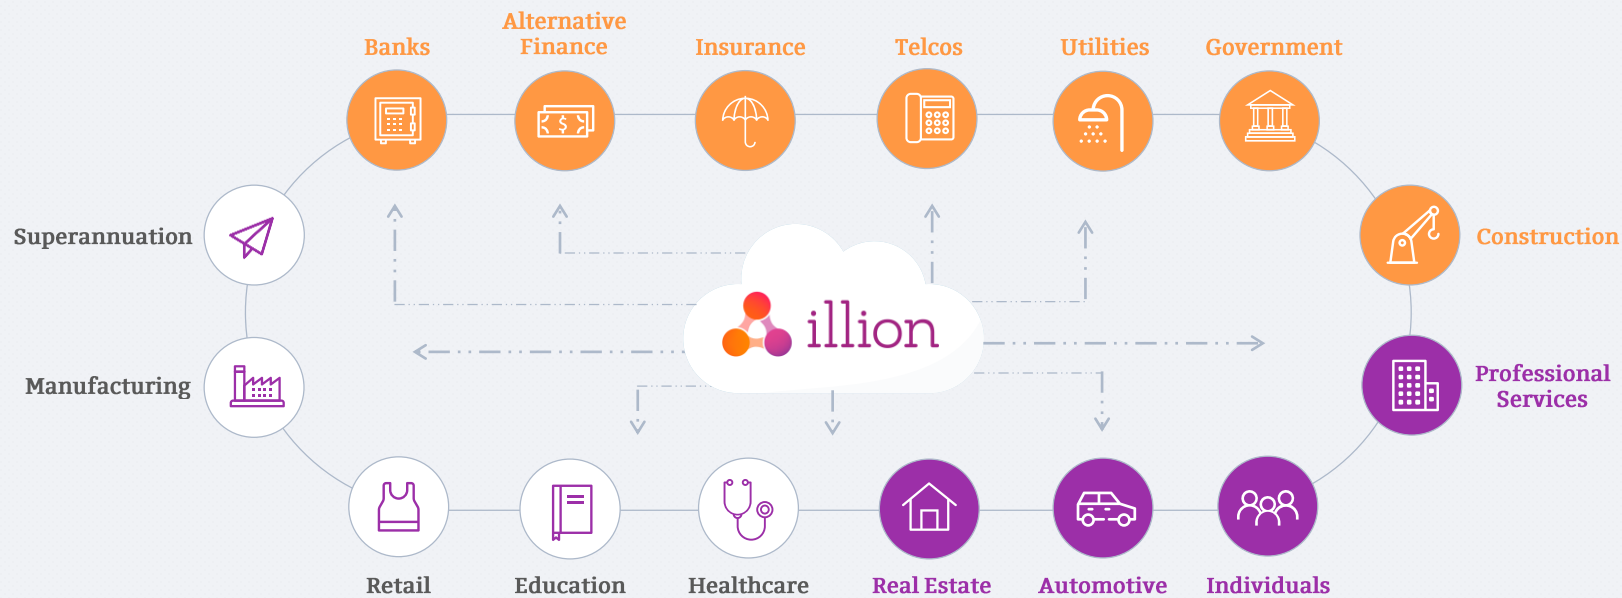 Banks
Alternative
Finance
Insurance
Telcos
Utilities
Government
Superannuation
Construction
illion
Manufacturing
Professional
Services
Retail
Education
Healthcare
Real Estate
Automotive
Individuals
$